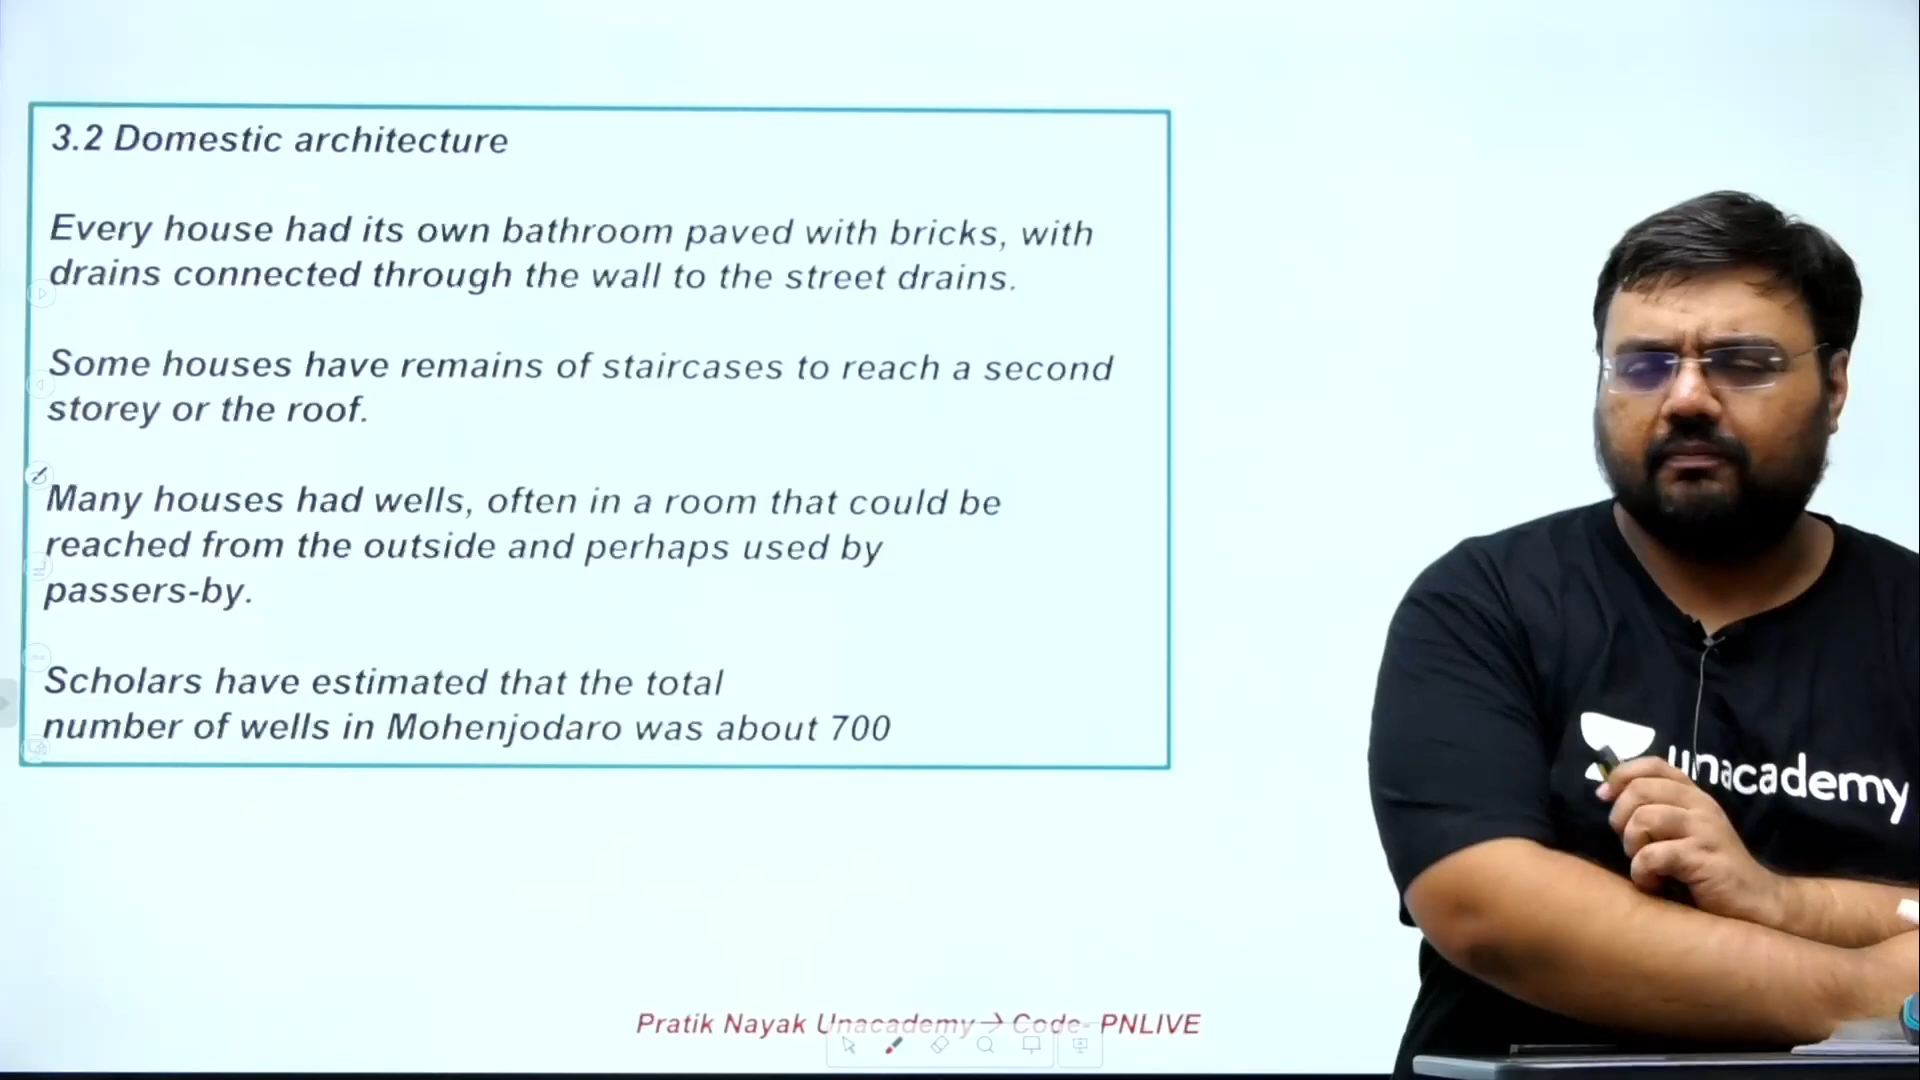 3.2 Domestic architecture
Every house had its own bathroom paved with bricks, with
drains connected through the wall to the street drains.
Some houses have remains of staircases to reach a second
storey or the roof.
Many houses had wells, often in a room that could be
reached from the outside and perhaps used by
passers-by.
Scholars have estimated that the total
number of wells in Mohenjodaro was about 700
unacademy
Pratik Nayak Unacademy→ Code- PNLIVE